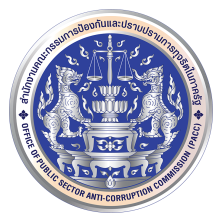 สำนักงานคณะกรรมการป้องกันและปราบปรามการทุจริตในภาครัฐ
OFFICE OF PUBLIC SECTOR ANTI-CORRUPTION COMMISSION (PACC)